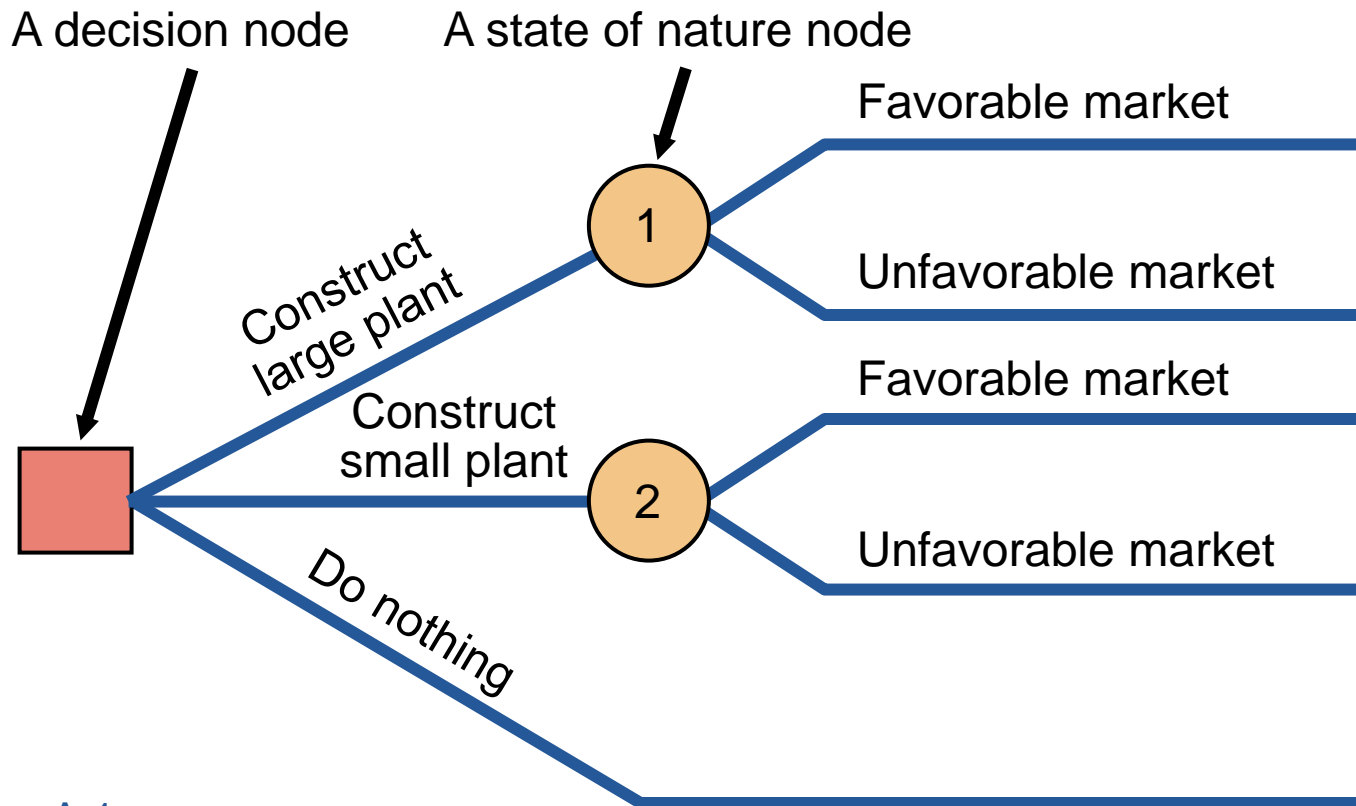 A decision node
A state of nature node
Favorable market
1
Unfavorable market
Construct
large plant
Favorable market
Construct
small plant
2
Unfavorable market
Do nothing